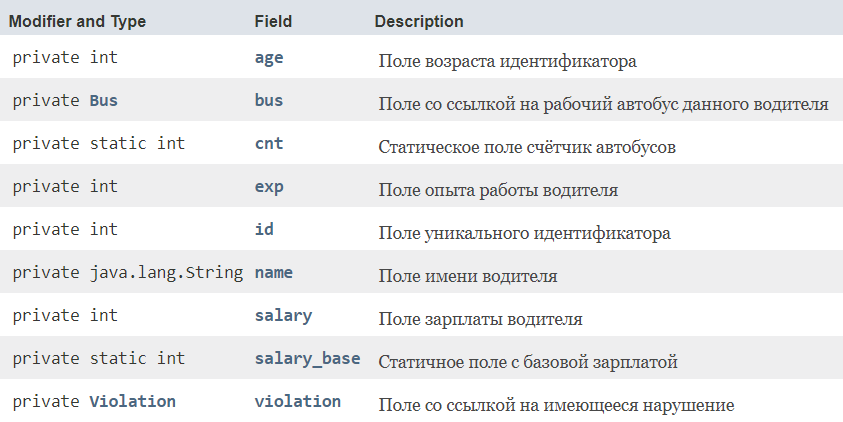 Modifier and Type Field Description
private int age Поле возраста идентификатора
private Bus bus Поле со ссылкой на рабочий автобус данного водителя
private static int cnt Статическое поле счётчик автобусов
private int exp Поле опыта работы водителя
private int id Поле уникального идентификатора
private java.lang.String name Поле имени водителя
private int salary Поле зарплаты водителя
private static int salary_base Статичное поле с базовой зарплатой
private Violation violation Поле со ссылкой на имеющееся нарушение